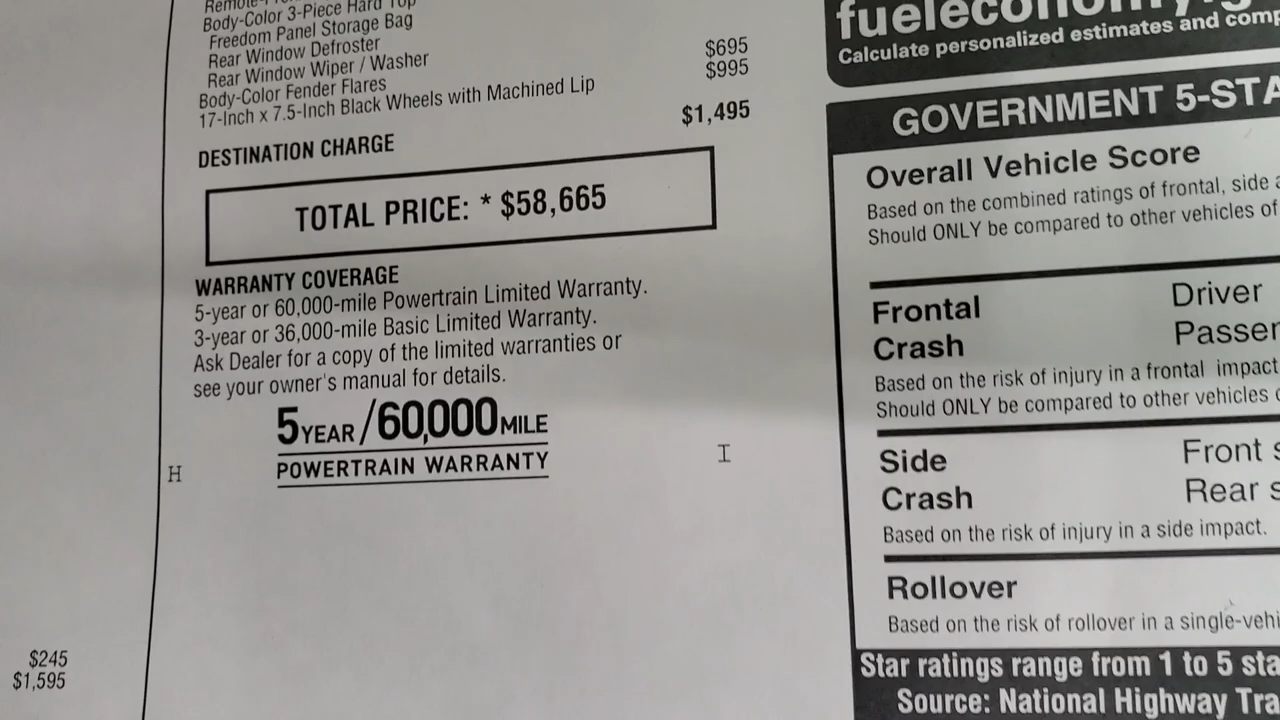 Body-Color 3-Piece Hard Top
Freedom Panel Storage Bag
Rear Window Defroster
Rear Window Wiper / Washer
Body-Color Fender Flares $695
17-Inch x 7.5-Inch Black Wheels with Machined Lip $995
DESTINATION CHARGE $1,495
TOTAL PRICE: * $58,665
WARRANTY COVERAGE
5-year or 60,000-mile Powertrain Limited Warranty.
3-year or 36,000-mile Basic Limited Warranty.
Ask Dealer for a copy of the limited warranties or
see your owner's manual for details.
5 YEAR / 60,000 MILE
POWERTRAIN WARRANTY
H I
$245
$1,595
Calculate personalized estimates and
GOVERNMENT
Overall Vehicle Score
Based on the combined ratings of frontal, side
Should ONLY be compared to other vehicles of
Frontal Driver
Crash
Based on the risk of injury in a frontal impact
Should ONLY be compared to other vehicles
Side Front
Crash Rear
Based on the risk of injury in a side impact.
Rollover
Based on the risk of rollover in a
Star ratings range from 1 to 5
Source: National Highway